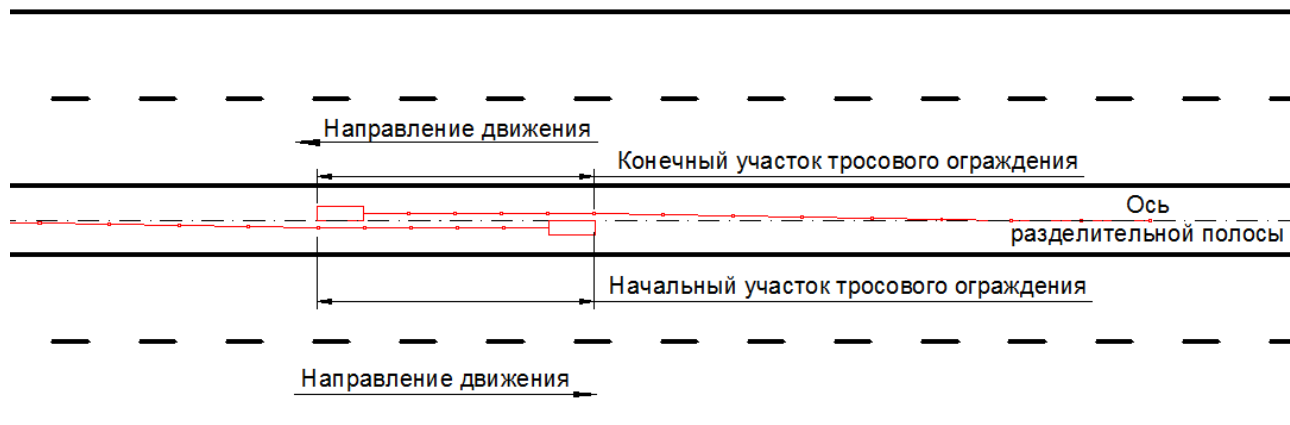 Направление движения
Конечный участок тросового ограждения
Ось
разделительной полосы
Начальный участок тросового ограждения
Направление движения